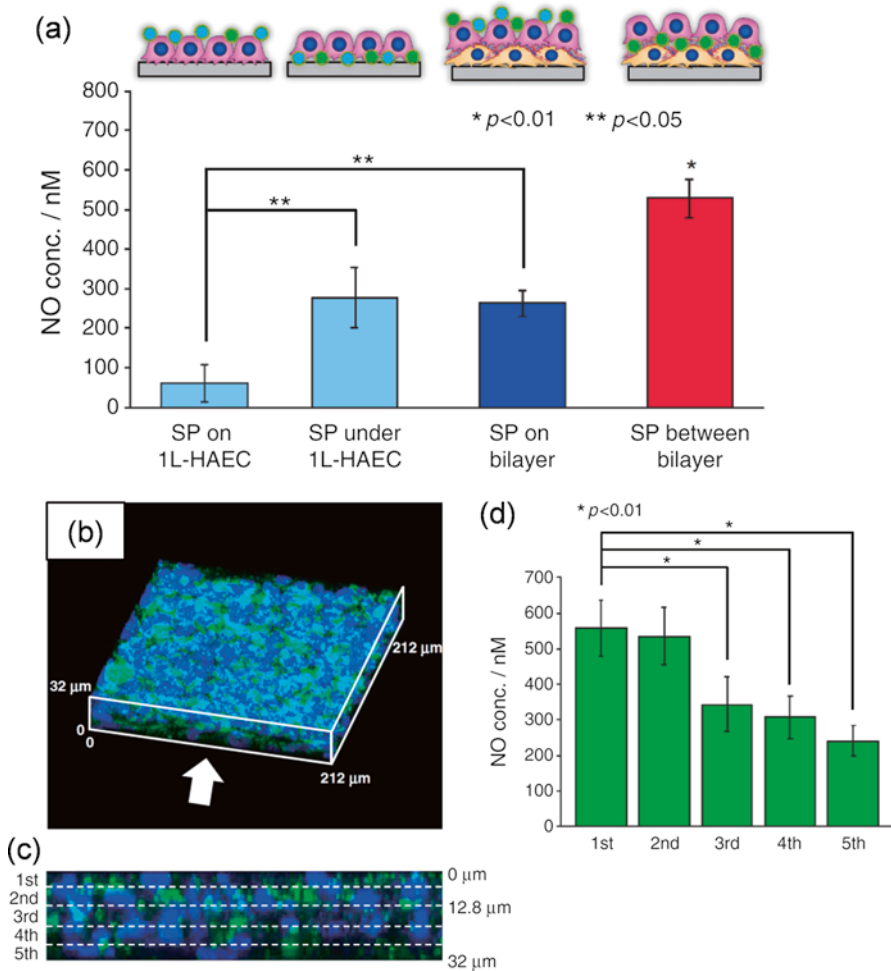 (a)
* p<0.01 ** p<0.05
800
700
600
500
400
300
200
100
0
NO conc. / nM
**
**
*
SP on
1L-HAEC
SP under
1L-HAEC
SP on
bilayer
SP between
bilayer
(b)
32 μm
0
0
212 μm
212 μm
(c)
1st
2nd
3rd
4th
5th
0 μm
12.8 μm
32 μm
(d)
* p<0.01
*
*
*
700
600
500
400
300
200
100
0
NO conc. / nM
1st 2nd 3rd 4th 5th